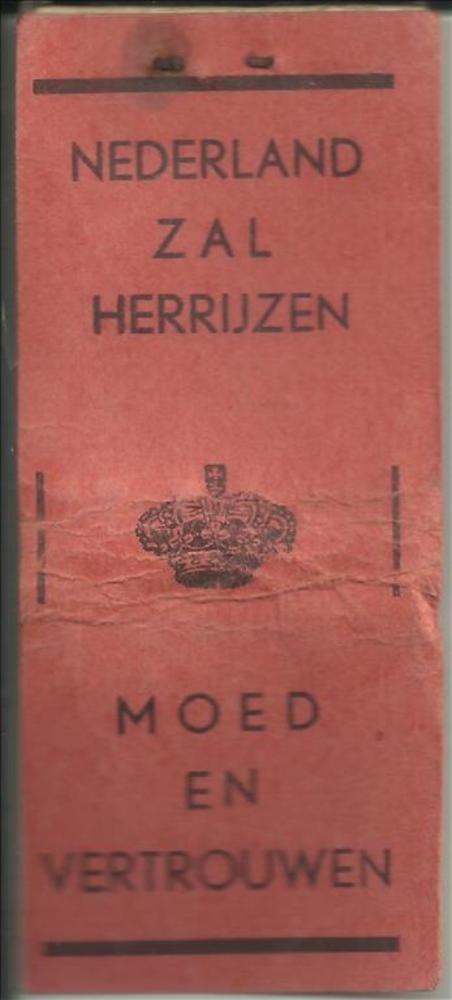 NEDERLAND
ZAL
HERRIJZEN
MOED
EN
VERTROUWEN